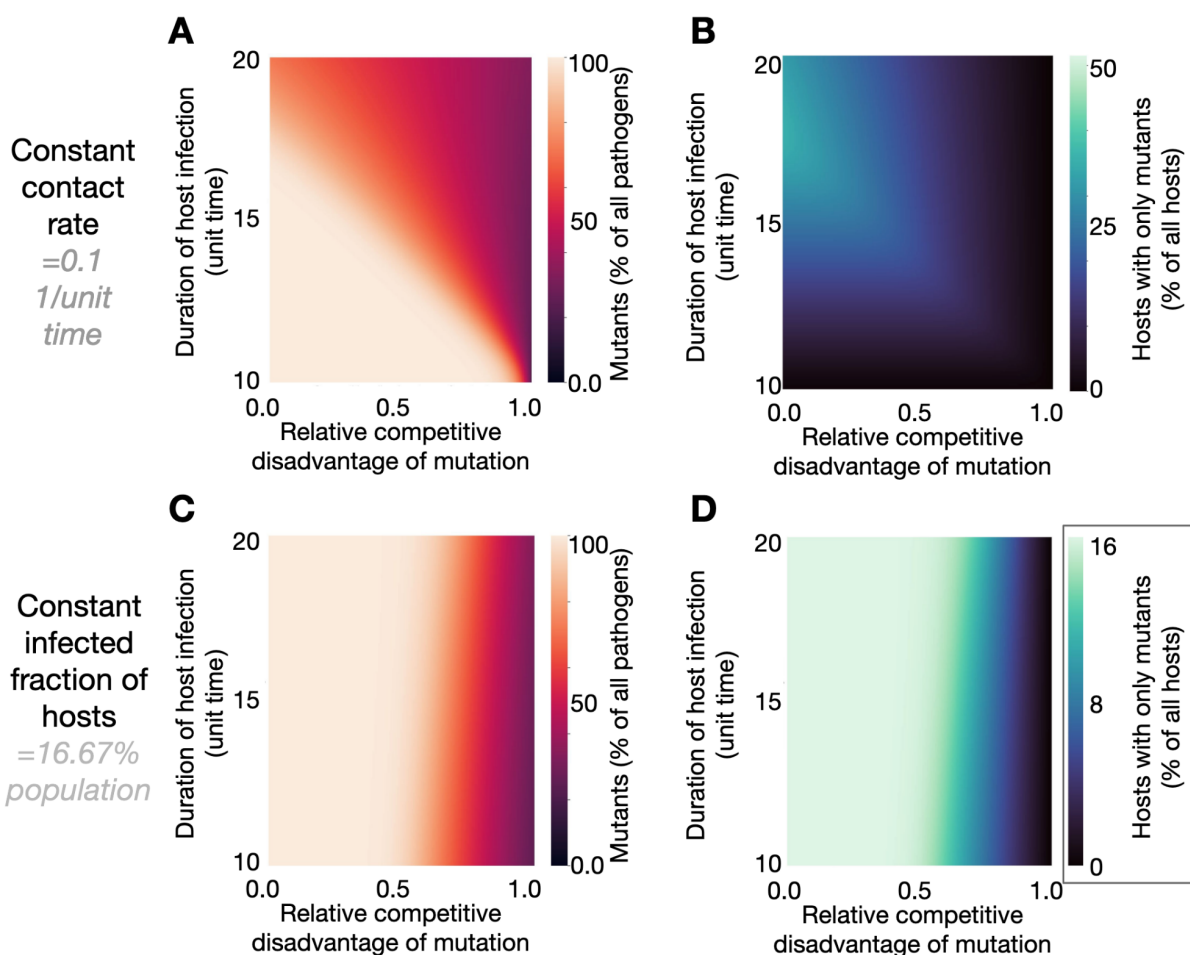 A
B
Constant
contact
rate
=0.1
1/unit
time
Duration of host infection
(unit time)
20
15
10
0.0
0.5
1.0
Relative competitive
disadvantage of mutation
100
50
0.0
Mutants (% of all pathogens)
Duration of host infection
(unit time)
20
15
10
0.0
0.5
1.0
Relative competitive
disadvantage of mutation
50
25
0
Hosts with only mutants
(% of all hosts)
C
D
Constant
infected
fraction of
hosts
=16.67%
population
Duration of host infection
(unit time)
20
15
10
0.0
0.5
1.0
Relative competitive
disadvantage of mutation
100
50
0.0
Mutants (% of all pathogens)
Duration of host infection
(unit time)
20
15
10
0.0
0.5
1.0
Relative competitive
disadvantage of mutation
16
8
0
Hosts with only mutants
(% of all hosts)